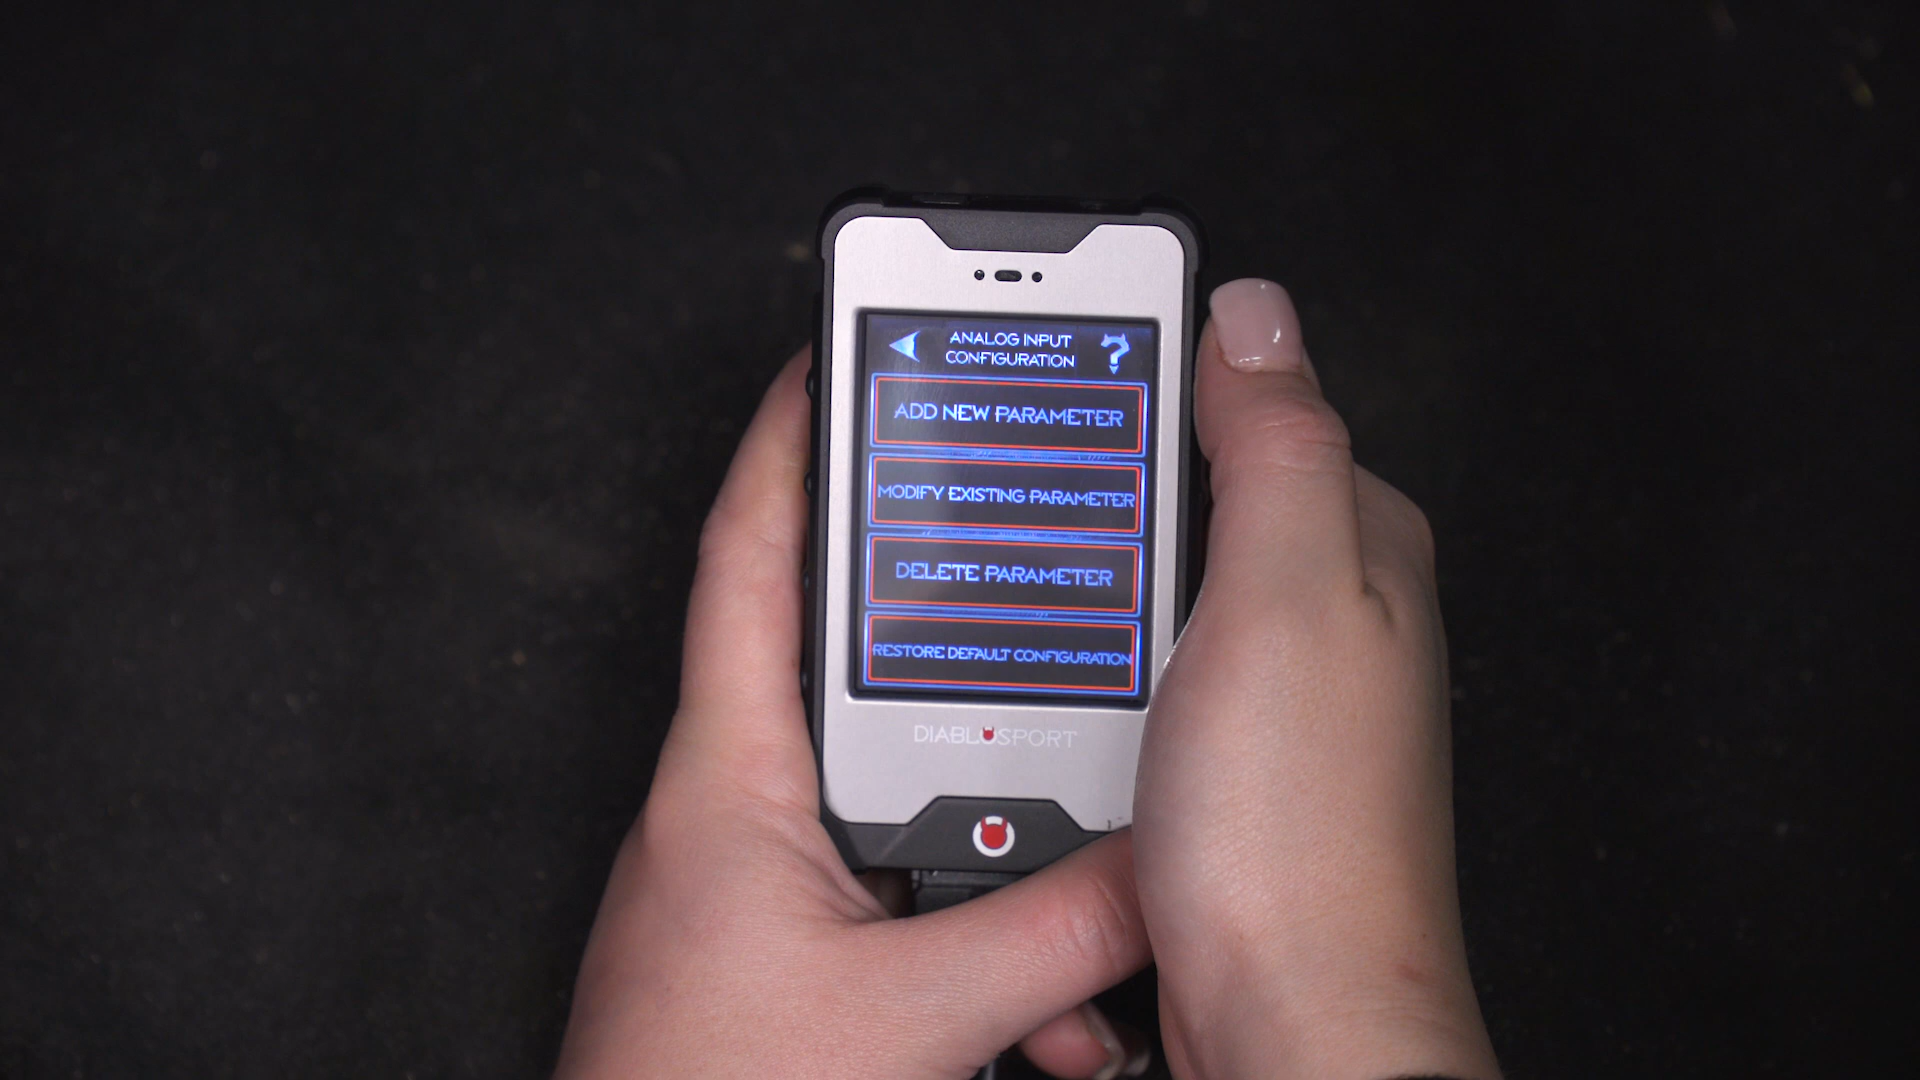 ANALOG INPUT
CONFIGURATION
ADD NEW PARAMETER
MODIFY EXISTING PARAMETER
DELETE PARAMETER
RESTORE DEFAULT CONFIGURATION
DIABLOSPORT